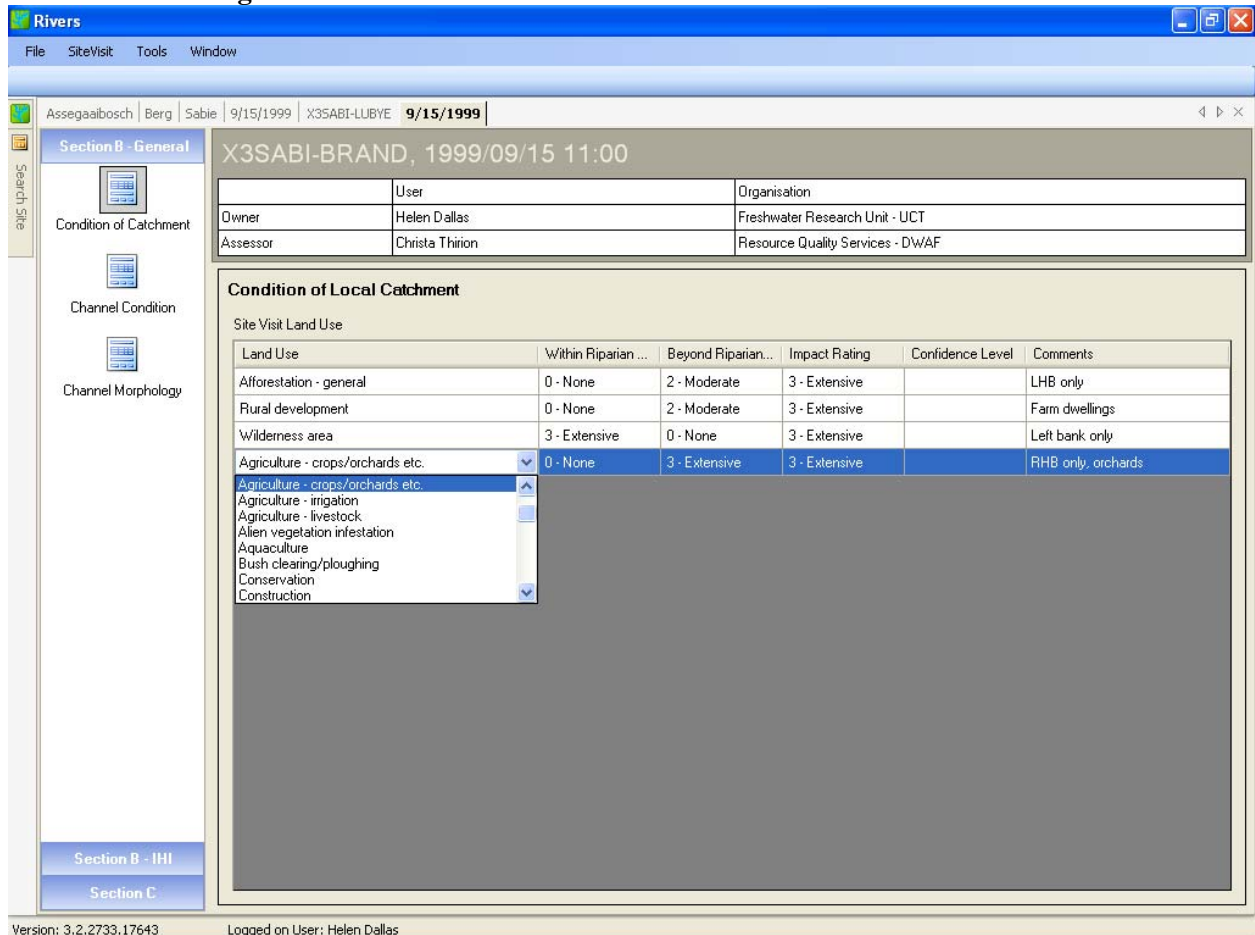 Rivers
File SiteVisit Tools Window
Assegaaibosch Berg Sabie 9/15/1999 X3SABI-LUBYE 9/15/1999
Search Site
Section B - General
Condition of Catchment
Channel Condition
Channel Morphology
Section B - IHI
Section C
X3SABI-BRAND, 1999/09/15 11:00
User Organisation
Owner Helen Dallas Freshwater Research Unit - UCT
Assessor Christa Thirion Resource Quality Services - DWAF
Condition of Local Catchment
Site Visit Land Use
Land Use Within Riparian ... Beyond Riparian... Impact Rating Confidence Level Comments
Afforestation - general 0 - None 2 - Moderate 3 - Extensive LHB only
Rural development 0 - None 2 - Moderate 3 - Extensive Farm dwellings
Wilderness area 3 - Extensive 0 - None 3 - Extensive Left bank only
Agriculture - crops/orchards etc. 0 - None 3 - Extensive 3 - Extensive RHB only, orchards
Agriculture - crops/orchards etc.
Agriculture - irrigation
Agriculture - livestock
Alien vegetation infestation
Aquaculture
Bush clearing/ploughing
Conservation
Construction
Version: 3.2.2733.17643 Logged on User: Helen Dallas